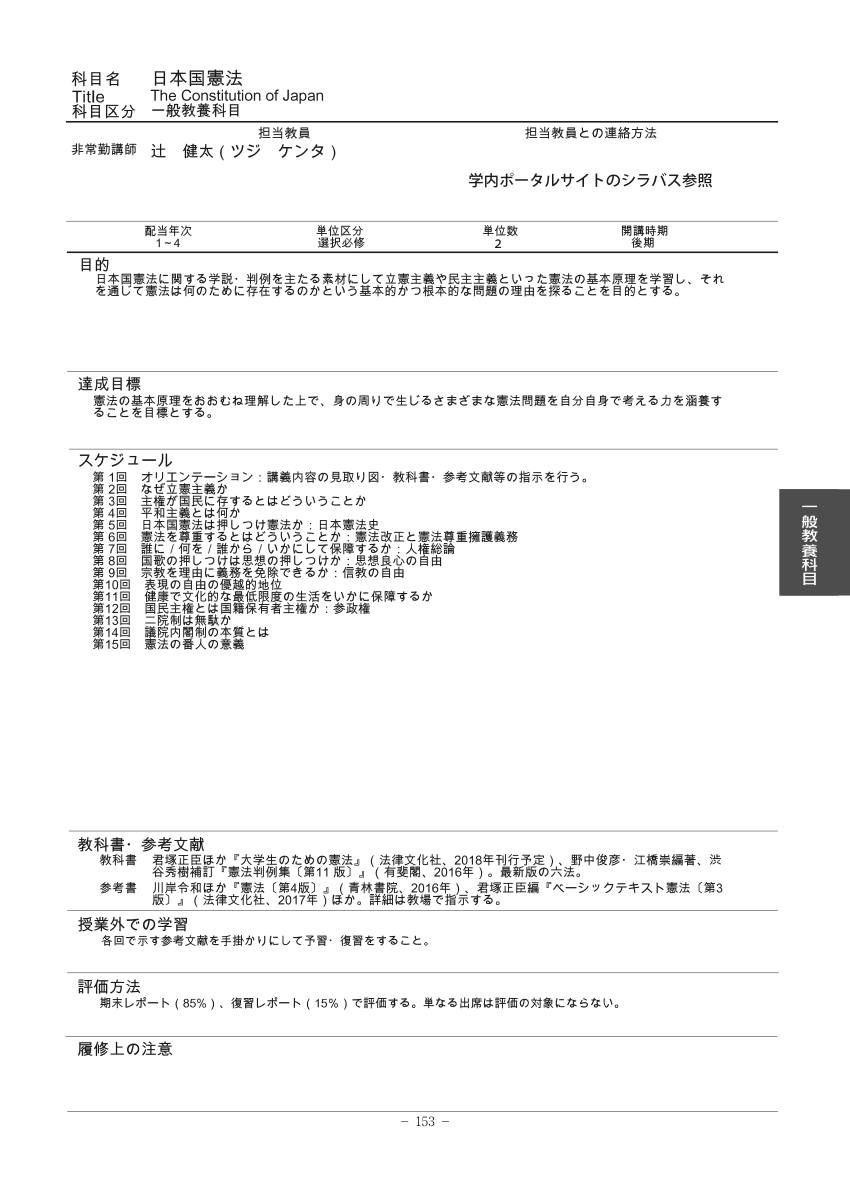 科目名　日本国憲法
Title　The Constitution of Japan
科目区分　一般教養科目
担当教員　担当教員との連絡方法
非常勤講師　辻　健太（ツジ　ケンタ）
学内ポータルサイトのシラバス参照
配当年次　単位区分　単位数　開講時期
1~4　選択必修　2　後期
目的
日本国憲法に関する学説・判例を主たる素材にして立憲主義や民主主義といった憲法の基本原理を学習し、それ
を通じて憲法は何のために存在するのかという基本的かつ根本的な問題の理由を探ることを目的とする。
達成目標
憲法の基本原理をおおむね理解した上で、身の周りで生じるさまざまな憲法問題を自分自身で考える力を涵養す
ることを目標とする。
スケジュール
第 1回　オリエンテーション：講義内容の見取り図・教科書・参考文献等の指示を行う。
第 2回　なぜ立憲主義か
第 3回　主権が国民に存するとはどういうことか
第 4回　平和主義とは何か
第 5回　日本国憲法は押しつけ憲法か：日本憲法史
第 6回　憲法を尊重するとはどういうことか：憲法改正と憲法尊重擁護義務
第 7回　誰に／何を／誰から／いかにして保障するか：人権総論
第 8回　国歌の押しつけは思想の押しつけか：思想良心の自由
第 9回　宗教を理由に義務を免除できるか：信教の自由
第10回　表現の自由の優越的地位
第11回　健康で文化的な最低限度の生活をいかに保障するか
第12回　国民主権とは国籍保有者主権か：参政権
第13回　二院制は無駄か
第14回　議院内閣制の本質とは
第15回　憲法の番人の意義
一般教養科目
教科書・参考文献
教科書　君塚正臣ほか『大学生のための憲法』（法律文化社、2018年刊行予定）、野中俊彦・江橋崇編著、渋
谷秀樹補訂『憲法判例集〔第11 版〕』（有斐閣、2016年）。最新版の六法。
参考書　川岸令和ほか『憲法〔第4版〕』（青林書院、2016年）、君塚正臣編『ベーシックテキスト憲法〔第3
版〕』（法律文化社、2017年）ほか。詳細は教場で指示する。
授業外での学習
各回で示す参考文献を手掛かりにして予習・復習をすること。
評価方法
期末レポート（85%）、復習レポート（15%）で評価する。単なる出席は評価の対象にならない。
履修上の注意
－ 153 －